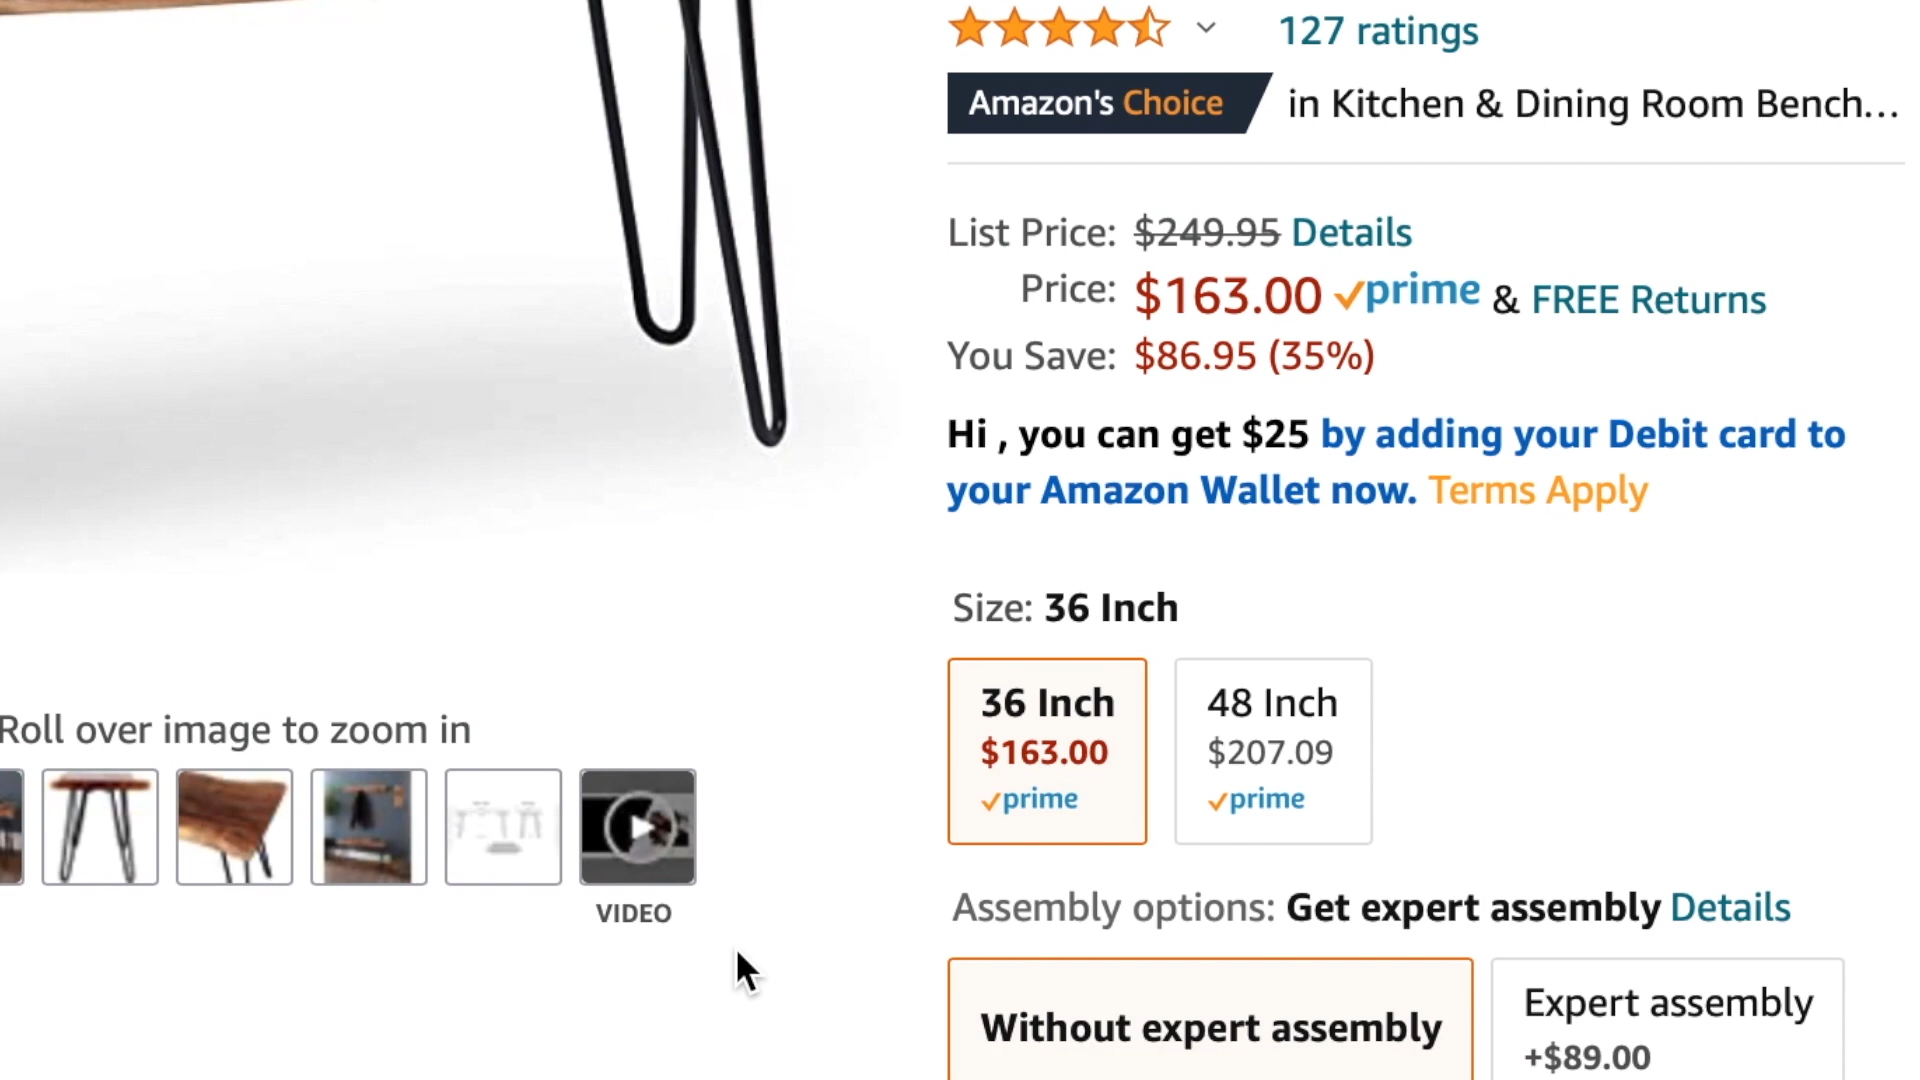 127 ratings
Amazon's Choice in Kitchen & Dining Room Bench...
List Price: $249.95 Details
Price: $163.00 prime & FREE Returns
You Save: $86.95 (35%)
Hi , you can get $25 by adding your Debit card to
your Amazon Wallet now. Terms Apply
Size: 36 Inch
36 Inch
$163.00
prime
48 Inch
$207.09
prime
Roll over image to zoom in
VIDEO
Assembly options: Get expert assembly Details
Without expert assembly
Expert assembly
+$89.00